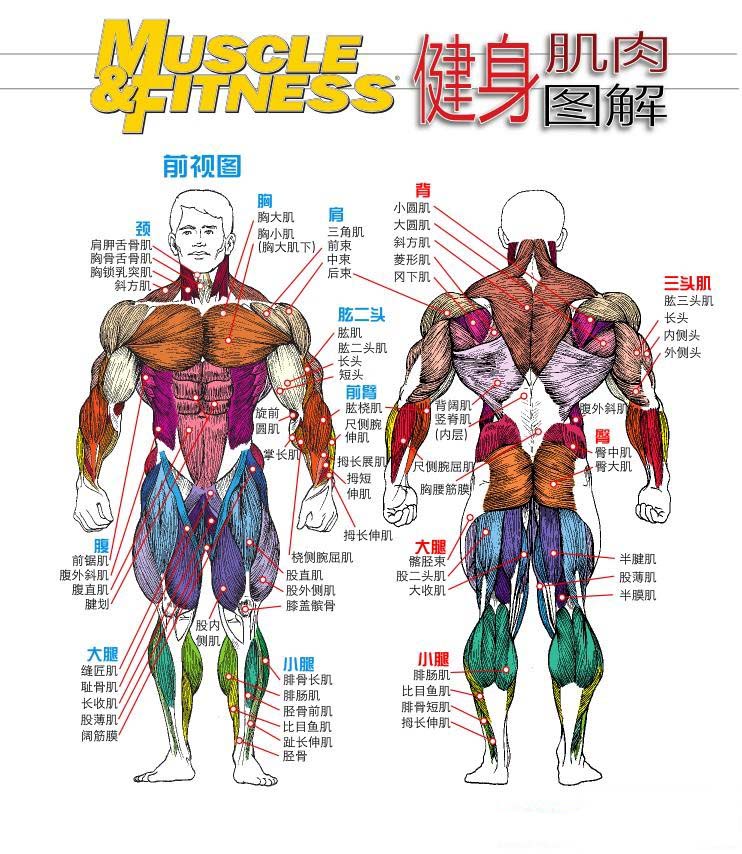 MUSCLE
&FITNESS
健身
肌肉
图解
前视图
颈
肩胛舌骨肌
胸骨舌骨肌
胸锁乳突肌
斜方肌
胸
胸大肌
胸小肌
(胸大肌下)
肩
三角肌
前束
中束
后束
肱二头
肱肌
肱二头肌
长头
短头
前臂
肱桡肌
尺侧腕
伸肌
拇长展肌
拇短
伸肌
拇长伸肌
旋前
圆肌
掌长肌
桡侧腕屈肌
腹
前锯肌
腹外斜肌
腹直肌
腱划
股直肌
股外侧肌
膝盖髌骨
股内
侧肌
大腿
缝匠肌
耻骨肌
长收肌
股薄肌
阔筋膜
小腿
腓骨长肌
腓肠肌
胫骨前肌
比目鱼肌
趾长伸肌
胫骨
背
小圆肌
大圆肌
斜方肌
菱形肌
冈下肌
三头肌
肱三头肌
长头
内侧头
外侧头
背阔肌
竖脊肌
(内层)
腹外斜肌
尺侧腕屈肌
胸腰筋膜
臀
臀中肌
臀大肌
大腿
髂胫束
股二头肌
大收肌
半腱肌
股薄肌
半膜肌
小腿
腓肠肌
比目鱼肌
腓骨短肌
拇长伸肌